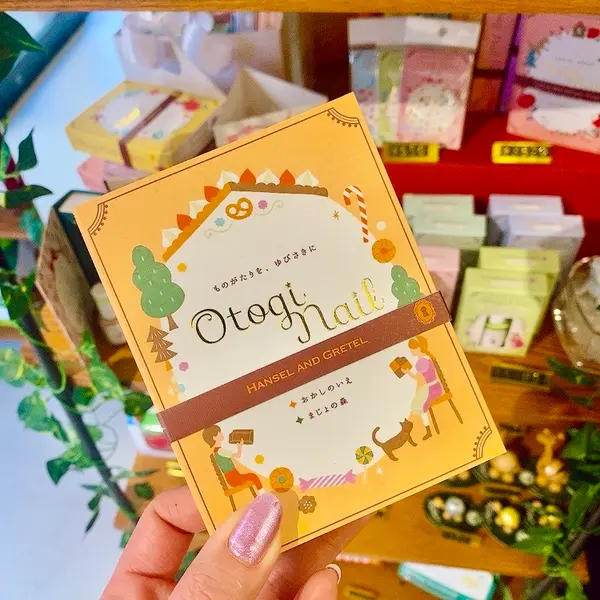 ものがたりを、ゆびさきに
Otogi Nail
HANSEL AND GRETEL
おかしのいえ
まじょの森